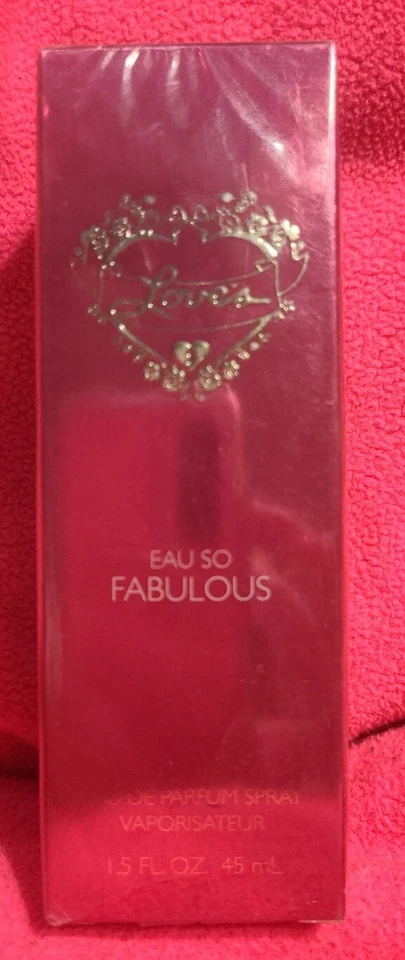 Love's
EAU SO
FABULOUS
DE PARFUM SPRAY
VAPORISATEUR
1.5 FL. OZ. 45 mL